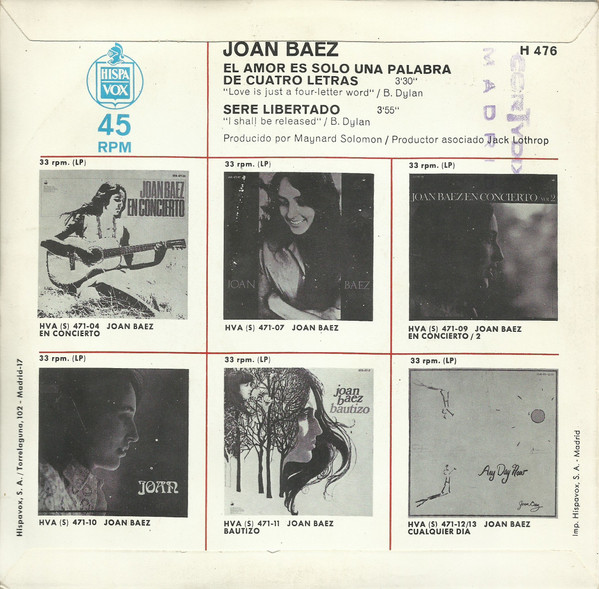 HISPA
VOX
45
RPM
JOAN BAEZ
H 476
EL AMOR ES SOLO UNA PALABRA
DE CUATRO LETRAS 3'30"
"Love is just a four-letter word" / B. Dylan
SERE LIBERTADO 3'55"
"I shall be released" / B. Dylan
Producido por Maynard Solomon / Productor asociado Jack Lothrop
MADRI
33 rpm. (LP)
JOAN BAEZ
EN CONCIERTO
HVA (S) 471-04 JOAN BAEZ
EN CONCIERTO
33 rpm. (LP)
JOAN BAEZ
HVA (S) 471-07 JOAN BAEZ
33 rpm. (LP)
JOAN BAEZ EN CONCIERTO VOL 2
HVA (S) 471-09 JOAN BAEZ
EN CONCIERTO / 2
33 rpm. (LP)
JOAN
HVA (S) 471-10 JOAN BAEZ
33 rpm. (LP)
joan
baez
bautizo
HVA (S) 471-11 JOAN BAEZ
BAUTIZO
33 rpm. (LP)
Any Day Now
Joan Baez
HVA (S) 471-12/13 JOAN BAEZ
CUALQUIER DIA
Hispavox, S. A. / Torrelaguna, 102 - Madrid-17
Imp. Hispavox, S. A. - Madrid